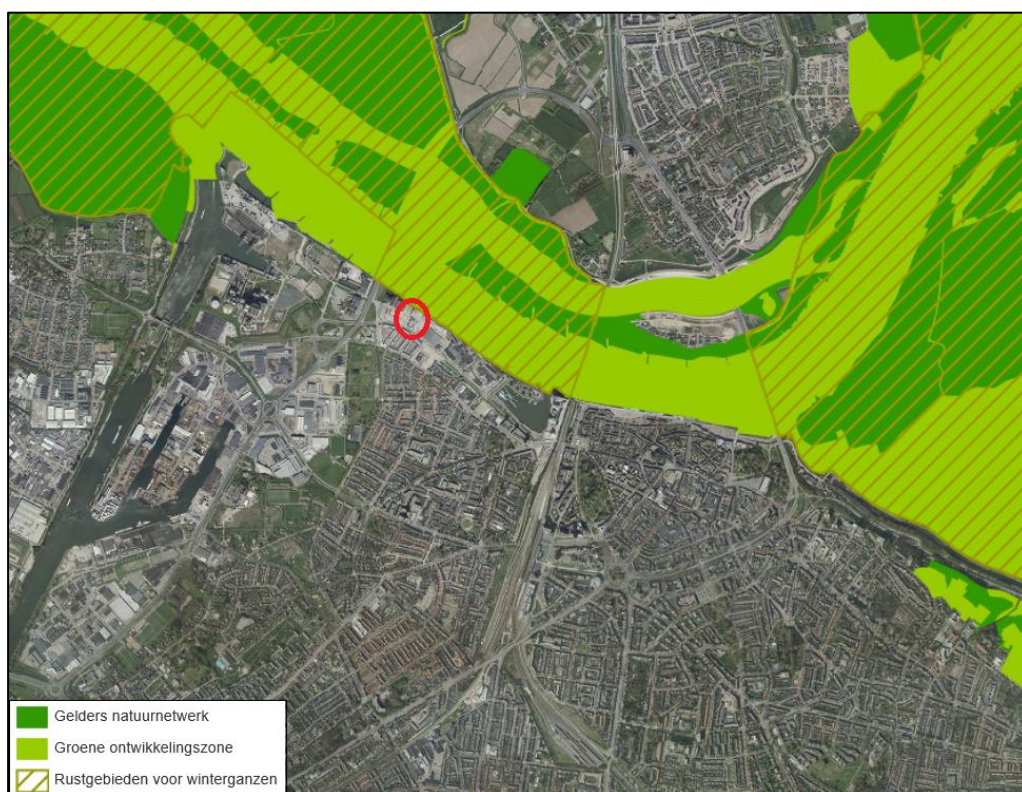 Gelders natuurnetwerk
Groene ontwikkelingszone
Rustgebieden voor winterganzen